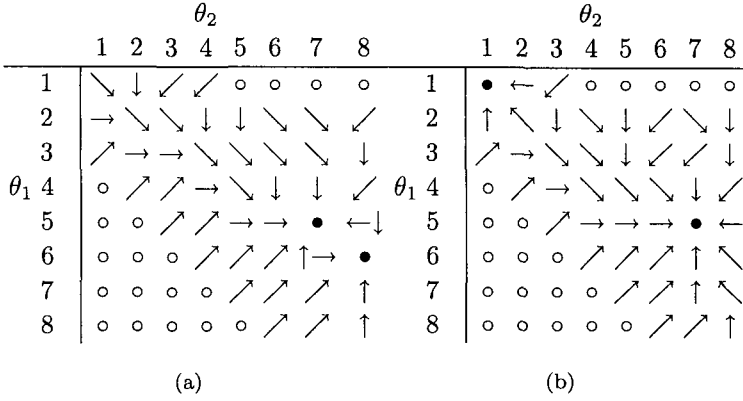 θ₂ θ₂
1 2 3 4 5 6 7 8 1 2 3 4 5 6 7 8
1 ↘ ↓ ↙ ↙ ○ ○ ○ ○ 1 ● ← ↙ ○ ○ ○ ○ ○
2 → ↘ ↘ ↓ ↓ ↘ ↘ ↙ 2 ↑ ↖ ↓ ↘ ↓ ↙ ↘ ↓
3 ↗ → → ↘ ↘ ↘ ↘ ↓ 3 ↗ → ↘ ↘ ↓ ↙ ↙ ↓
θ₁ 4 ○ ↗ ↗ → ↘ ↓ ↓ ↙ θ₁ 4 ○ ↗ → ↘ ↘ ↘ ↓ ↙
5 ○ ○ ↗ ↗ → → ● ←↓ 5 ○ ○ ↗ → → → ● ←
6 ○ ○ ○ ↗ ↗ ↗ ↑→ ● 6 ○ ○ ○ ↗ ↗ ↗ ↑ ↖
7 ○ ○ ○ ○ ↗ ↗ ↗ ↑ 7 ○ ○ ○ ○ ↗ ↗ ↑ ↖
8 ○ ○ ○ ○ ○ ↗ ↗ ↑ 8 ○ ○ ○ ○ ○ ↗ ↗ ↑
(a) (b)